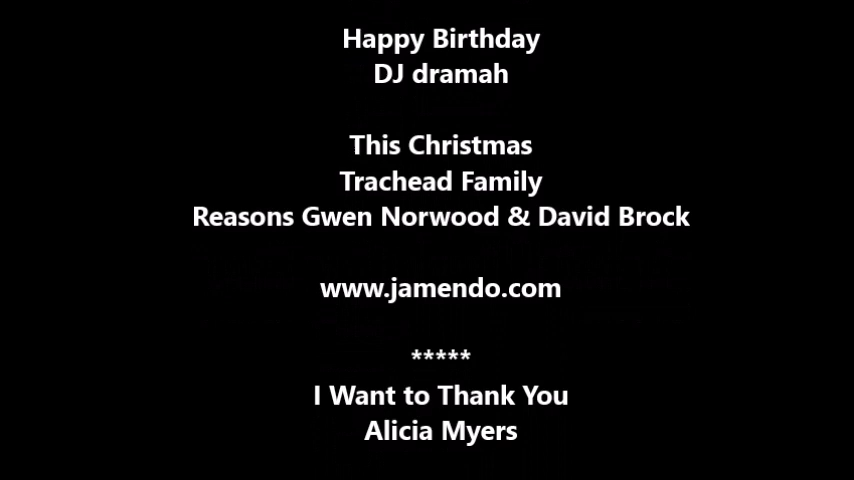 Happy Birthday
DJ dramah
This Christmas
Trachead Family
Reasons Gwen Norwood & David Brock
www.jamendo.com
*****
I Want to Thank You
Alicia Myers